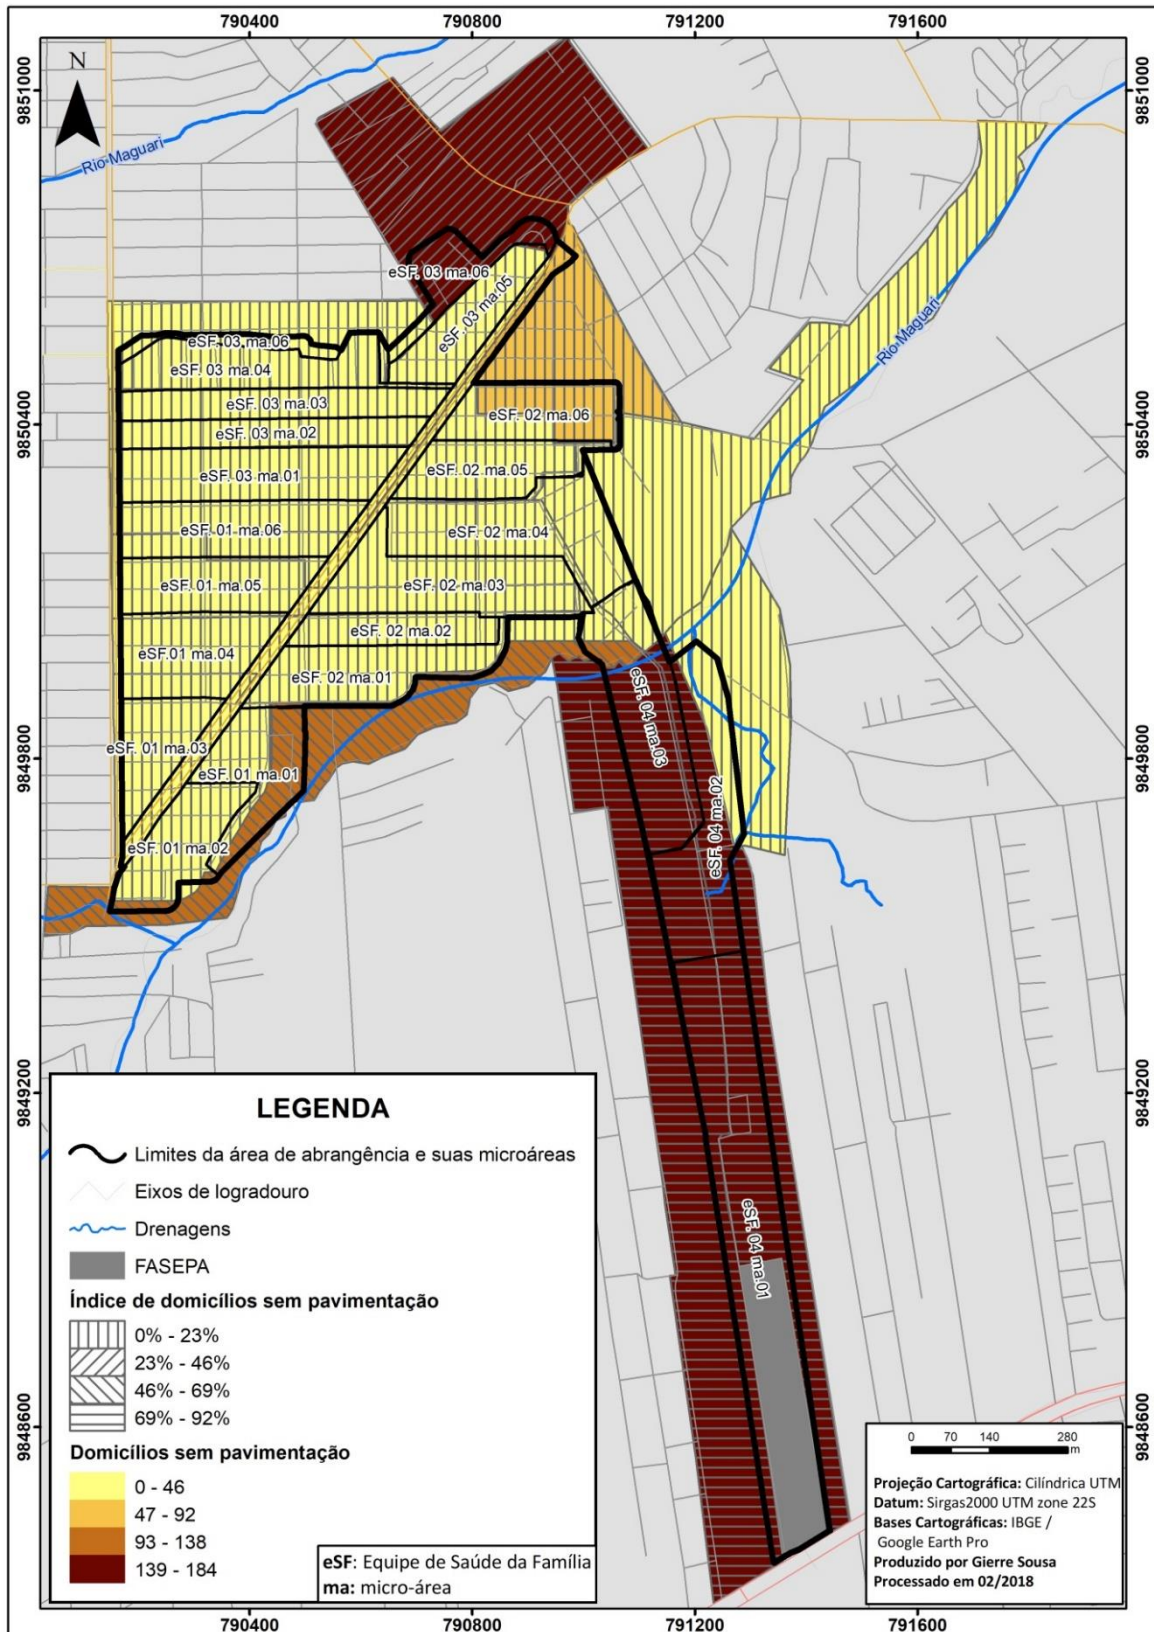 790400 790800 791200 791600
9851000 9851000
N
Rio Maguari
eSF. 03 ma.06
eSF. 03 ma.05
Rio Maguari
eSF. 03 ma.06
eSF. 03 ma.04
eSF. 03 ma.03
eSF. 02 ma.06
9850400 9850400
eSF. 03 ma.02
eSF. 02 ma.05
eSF. 03 ma.01
eSF. 01 ma.06
eSF. 02 ma.04
eSF. 01 ma.05
eSF. 02 ma.03
eSF. 02 ma.02
eSF.01 ma.04
eSF. 02 ma.01
eSF. 04 ma.03
eSF. 01 ma.03
eSF. 01 ma.01
9849800 9849800
eSF. 04 ma.02
eSF. 01 ma.02
9849200 9849200
eSF. 04 ma.01
9848600 9848600
LEGENDA
Limites da área de abrangência e suas microáreas
Eixos de logradouro
Drenagens
FASEPA
Índice de domicílios sem pavimentação
0% - 23%
23% - 46%
46% - 69%
69% - 92%
Domicílios sem pavimentação
0 - 46
47 - 92
93 - 138
139 - 184
eSF: Equipe de Saúde da Família
ma: micro-área
0 70 140 280
m
Projeção Cartográfica: Cilíndrica UTM
Datum: Sirgas2000 UTM zone 22S
Bases Cartográficas: IBGE /
Google Earth Pro
Produzido por Gierre Sousa
Processado em 02/2018
790400 790800 791200 791600